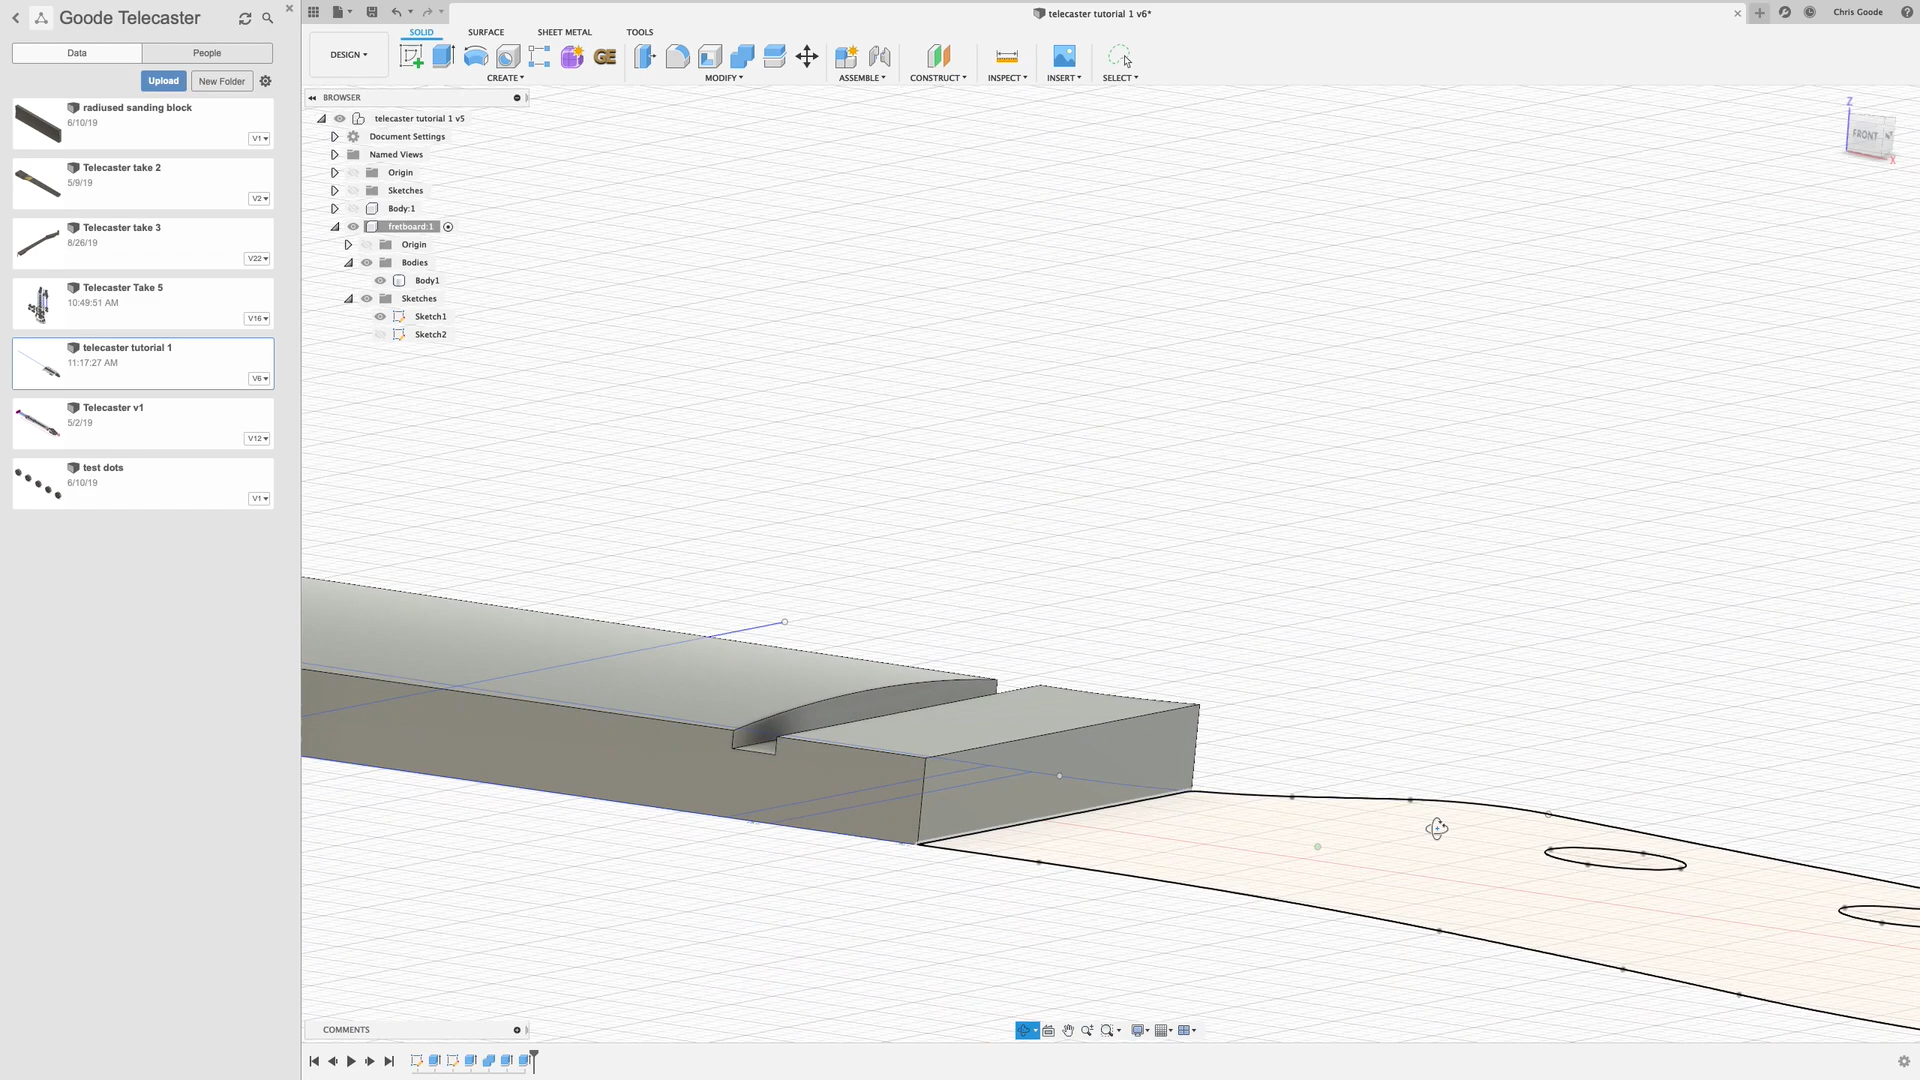 Goode Telecaster
Data
People
Upload
New Folder
radiused sanding block
6/10/19
V1
Telecaster take 2
5/9/19
V2
Telecaster take 3
8/26/19
V22
Telecaster Take 5
10:49:51 AM
V16
telecaster tutorial 1
11:17:27 AM
V6
Telecaster v1
5/2/19
V12
test dots
6/10/19
V1
telecaster tutorial 1 v6*
Chris Goode
SOLID
SURFACE
SHEET METAL
TOOLS
DESIGN
GE
CREATE
MODIFY
ASSEMBLE
CONSTRUCT
INSPECT
INSERT
SELECT
BROWSER
telecaster tutorial 1 v5
Document Settings
Named Views
Origin
Sketches
Body:1
fretboard:1
Origin
Bodies
Body1
Sketches
Sketch1
Sketch2
Z
FRONT
X
COMMENTS